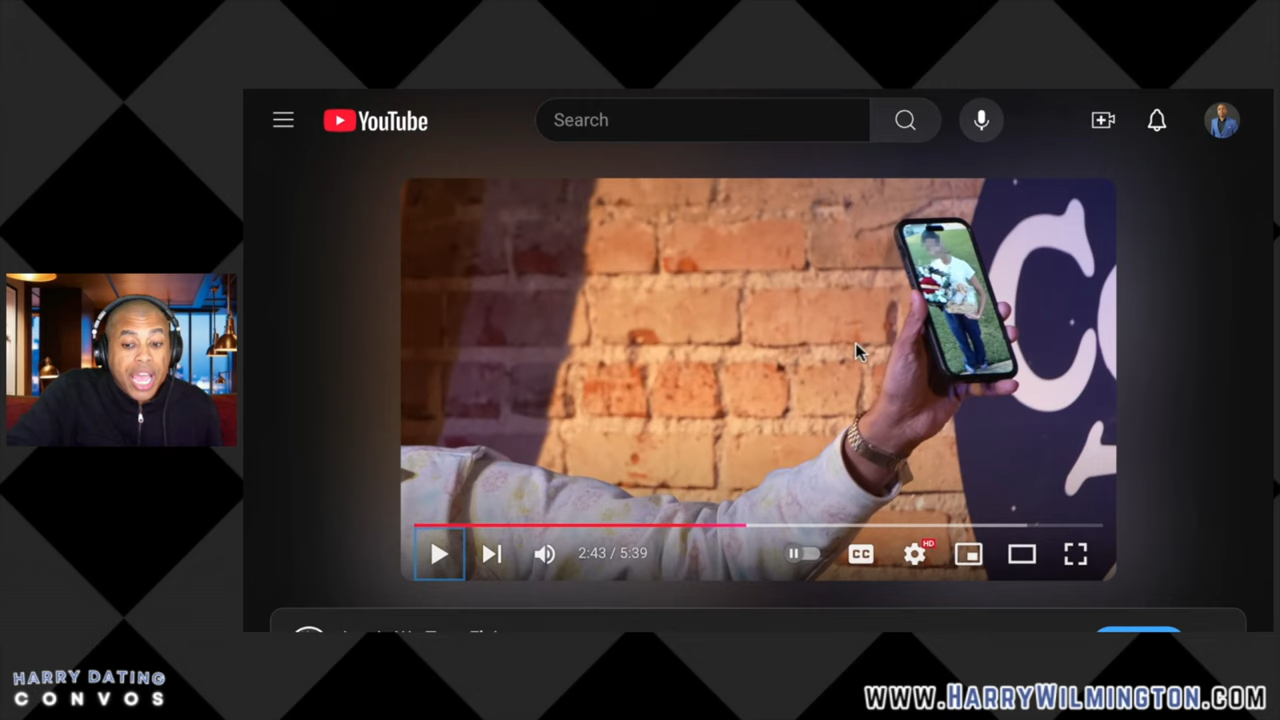 YouTube
Search
2:43 / 5:39
CC
HD
HARRY DATING
CONVOS
www.HarryWilmington.com